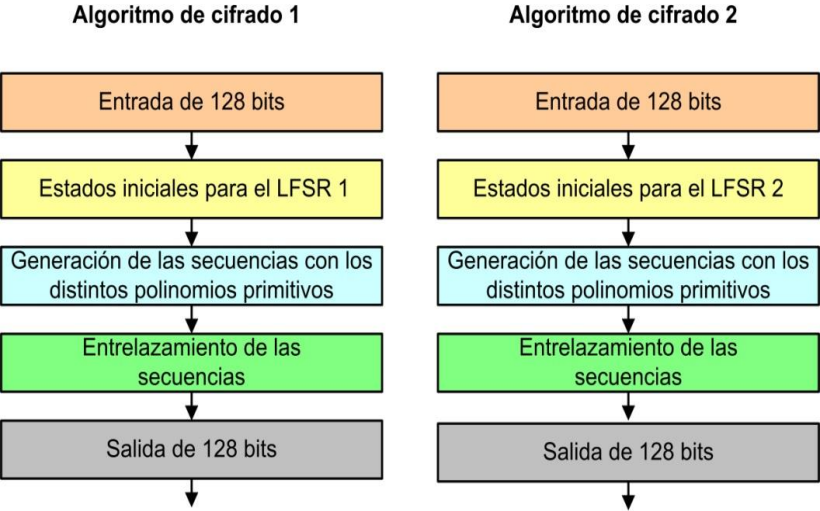 Algoritmo de cifrado 1
Entrada de 128 bits
Estados iniciales para el LFSR 1
Generación de las secuencias con los
distintos polinomios primitivos
Entrelazamiento de las
secuencias
Salida de 128 bits
Algoritmo de cifrado 2
Entrada de 128 bits
Estados iniciales para el LFSR 2
Generación de las secuencias con los
distintos polinomios primitivos
Entrelazamiento de las
secuencias
Salida de 128 bits